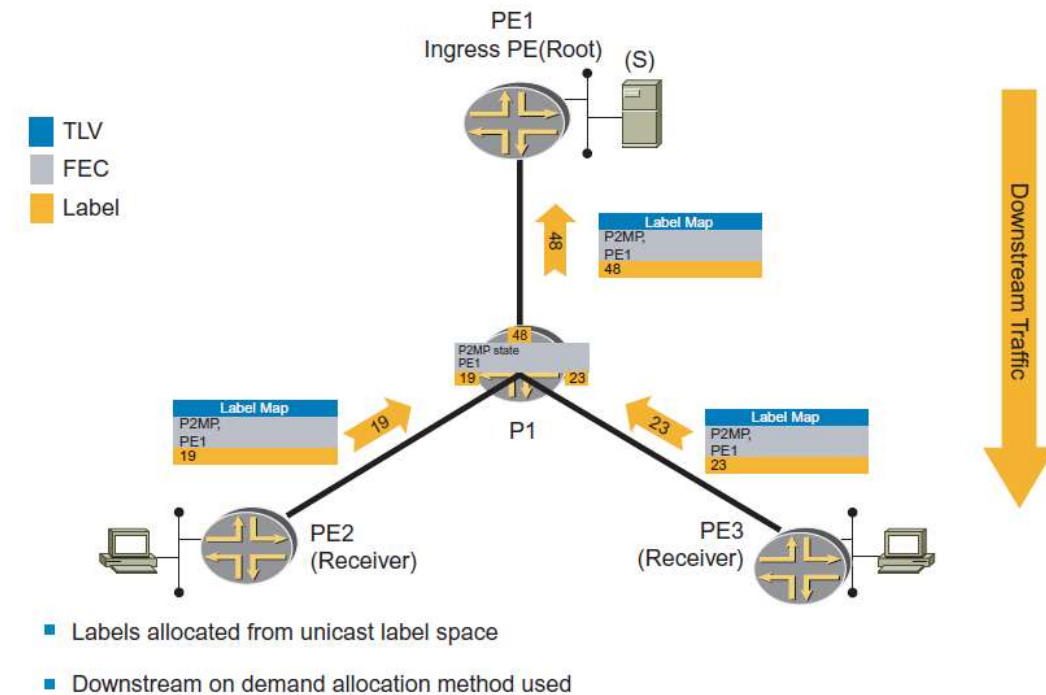 PE1
Ingress PE(Root)
(S)
TLV
FEC
Label
Label Map
P2MP,
PE1
48
48
48
P2MP state
PE1
19 23
P1
Label Map
P2MP,
PE1
19
19
23
Label Map
P2MP,
PE1
23
PE2
(Receiver)
PE3
(Receiver)
Downstream Traffic
Labels allocated from unicast label space
Downstream on demand allocation method used